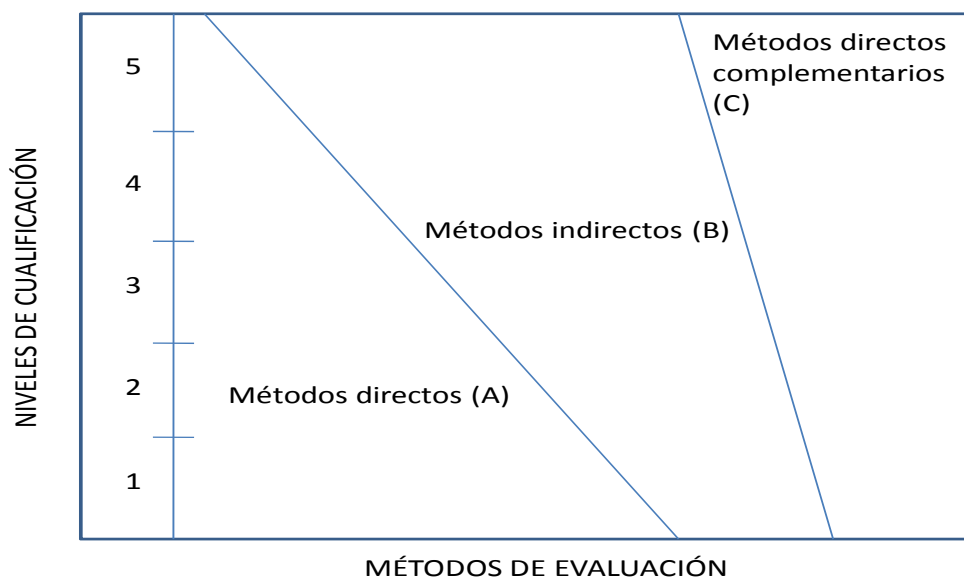 NIVELES DE CUALIFICACIÓN
5
4
3
2
1
Métodos directos
complementarios
(C)
Métodos indirectos (B)
Métodos directos (A)
MÉTODOS DE EVALUACIÓN